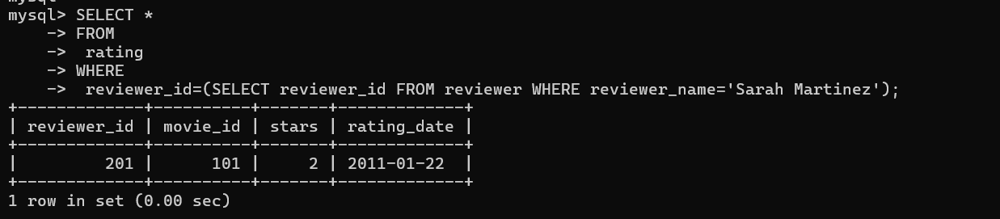 mysql> SELECT *
    -> FROM
    ->  rating
    -> WHERE
    ->  reviewer_id=(SELECT reviewer_id FROM reviewer WHERE reviewer_name='Sarah Martinez');
+-------------+----------+-------+-------------+
| reviewer_id | movie_id | stars | rating_date |
+-------------+----------+-------+-------------+
|         201 |      101 |     2 | 2011-01-22  |
+-------------+----------+-------+-------------+
1 row in set (0.00 sec)